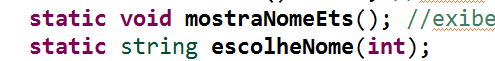 static void mostraNomeEts(); //exibe
static string escolheNome(int);